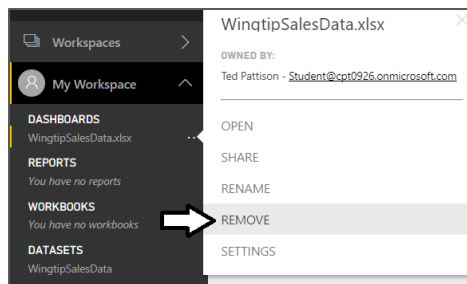 Workspaces
My Workspace
DASHBOARDS
WingtipSalesData.xlsx
REPORTS
You have no reports
WORKBOOKS
You have no workbooks
DATASETS
WingtipSalesData
WingtipSalesData.xlsx
OWNED BY:
Ted Pattison - Student@cpt0926.onmicrosoft.com
OPEN
SHARE
RENAME
REMOVE
SETTINGS